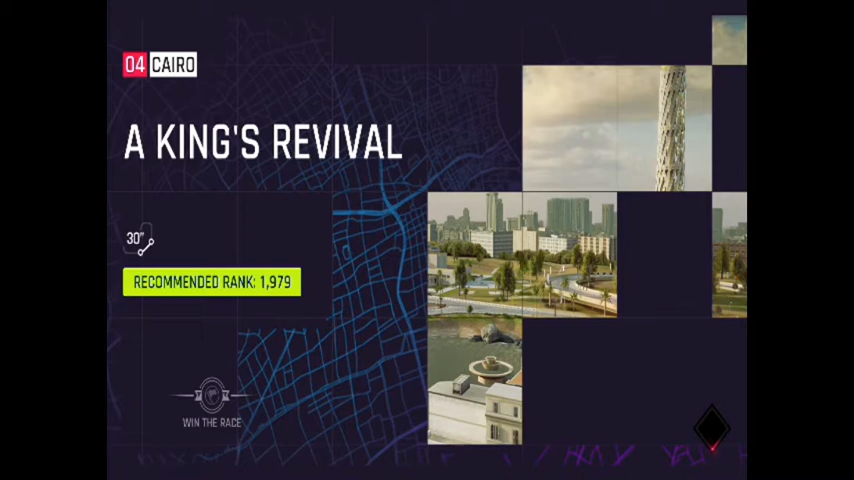 04 CAIRO
A KING'S REVIVAL
30"
RECOMMENDED RANK: 1,979
WIN THE RACE